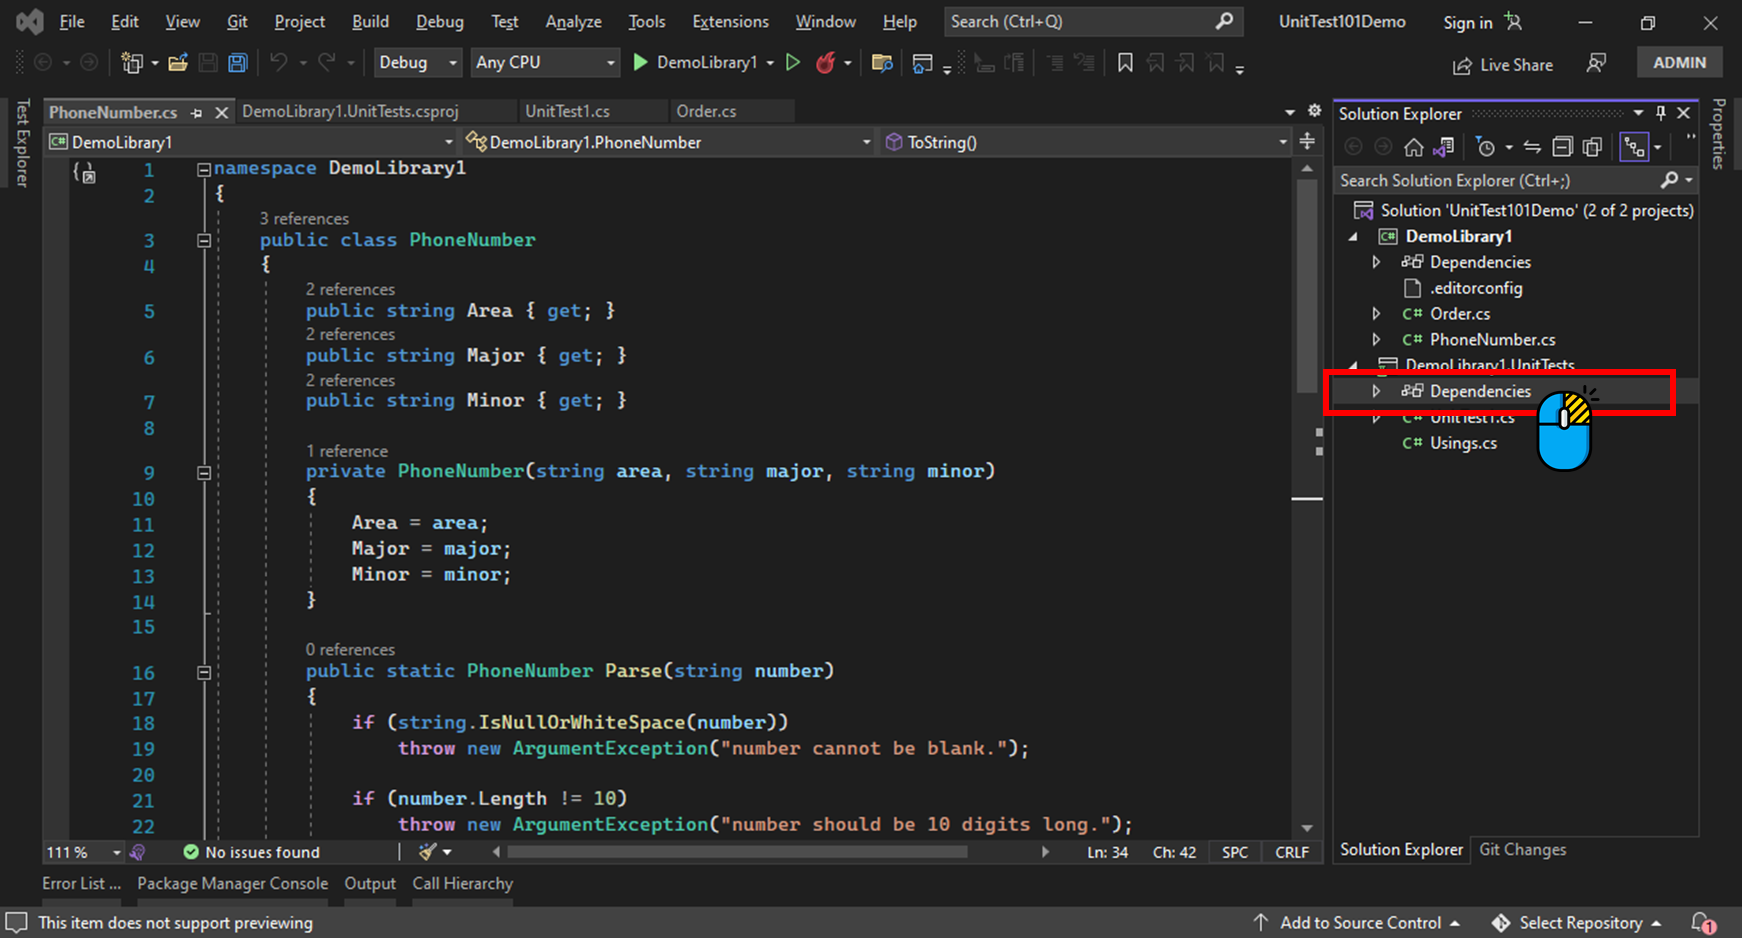 File Edit View Git Project Build Debug Test Analyze Tools Extensions Window Help Search (Ctrl+Q) UnitTest101Demo Sign in
Debug Any CPU DemoLibrary1 Live Share ADMIN
Test Explorer
PhoneNumber.cs DemoLibrary1.UnitTests.csproj UnitTest1.cs Order.cs
DemoLibrary1 DemoLibrary1.PhoneNumber ToString()
1 namespace DemoLibrary1
2 {
3 references
3 public class PhoneNumber
4 {
2 references
5 public string Area { get; }
2 references
6 public string Major { get; }
2 references
7 public string Minor { get; }
8
1 reference
9 private PhoneNumber(string area, string major, string minor)
10 {
11 Area = area;
12 Major = major;
13 Minor = minor;
14 }
15
0 references
16 public static PhoneNumber Parse(string number)
17 {
18 if (string.IsNullOrWhiteSpace(number))
19 throw new ArgumentException("number cannot be blank.");
20
21 if (number.Length != 10)
22 throw new ArgumentException("number should be 10 digits long.");
111 % No issues found Ln: 34 Ch: 42 SPC CRLF
Error List ... Package Manager Console Output Call Hierarchy
Solution Explorer
Search Solution Explorer (Ctrl+;)
Solution 'UnitTest101Demo' (2 of 2 projects)
C# DemoLibrary1
Dependencies
.editorconfig
C# Order.cs
C# PhoneNumber.cs
DemoLibrary1.UnitTests
Dependencies
C# UnitTest1.cs
C# Usings.cs
Solution Explorer Git Changes
Properties
This item does not support previewing Add to Source Control Select Repository 1